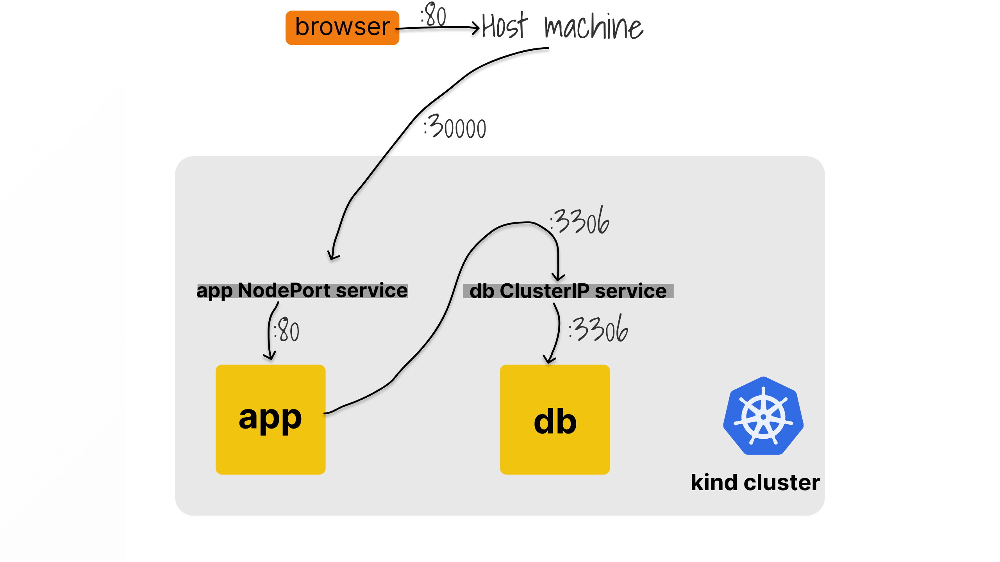 browser
:80
Host machine
:30000
:3306
app NodePort service
db ClusterIP service
:80
:3306
app
db
kind cluster